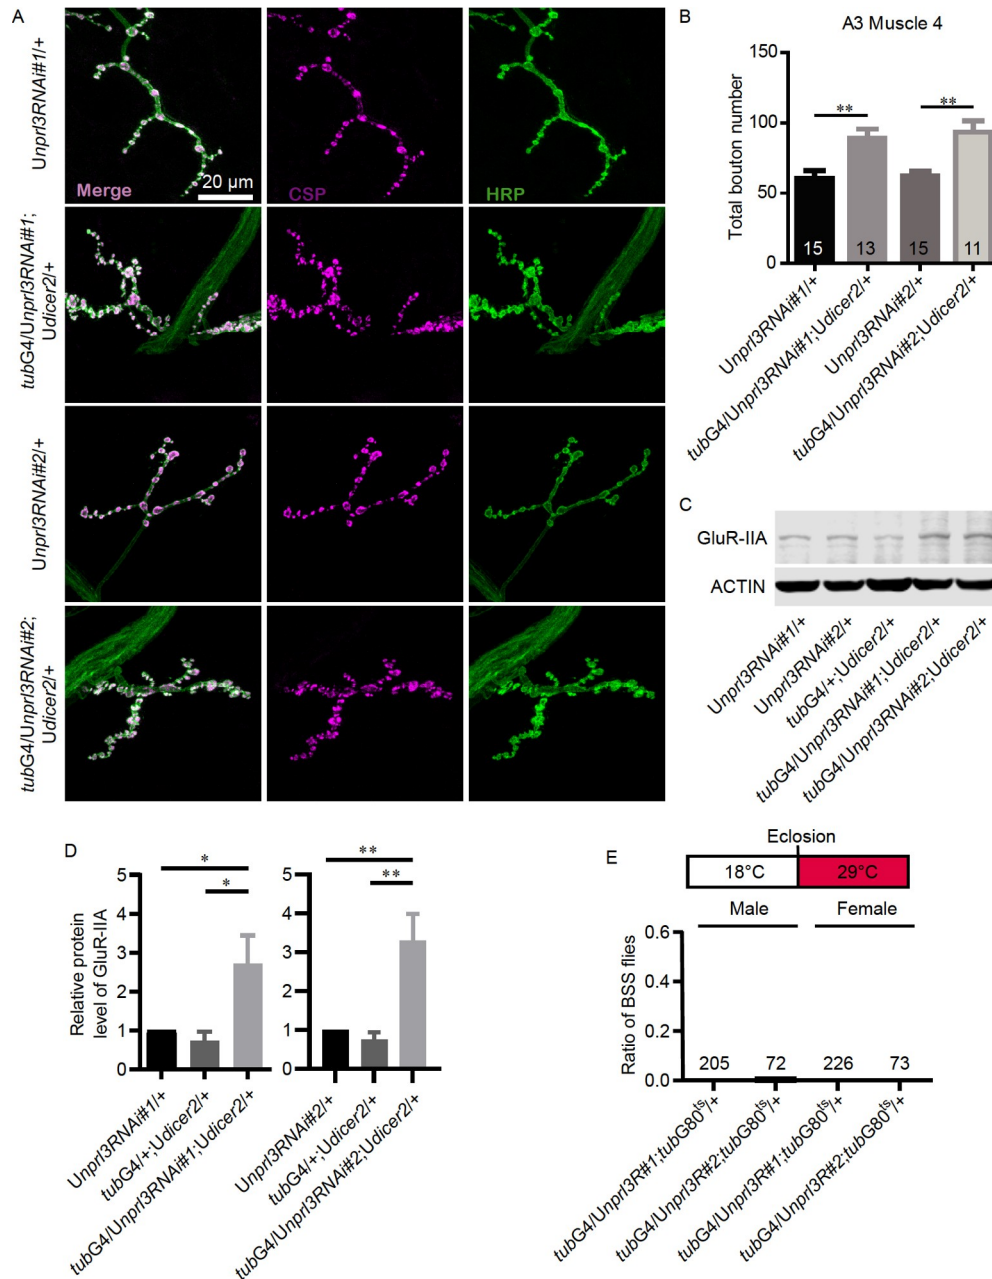 A
Unprl3RNAi#1/+
Merge
20 µm
CSP
HRP
tubG4/Unprl3RNAi#1;
Udicer2/+
Unprl3RNAi#2/+
tubG4/Unprl3RNAi#2;
Udicer2/+
B
A3 Muscle 4
Total bouton number
150
100
50
0
**
**
15
13
15
11
Unprl3RNAi#1/+
tubG4/Unprl3RNAi#1;Udicer2/+
Unprl3RNAi#2/+
tubG4/Unprl3RNAi#2;Udicer2/+
C
GluR-IIA
ACTIN
Unprl3RNAi#1/+
Unprl3RNAi#2/+
tubG4/+;Udicer2/+
tubG4/Unprl3RNAi#1;Udicer2/+
tubG4/Unprl3RNAi#2;Udicer2/+
D
Relative protein
level of GluR-IIA
5
4
3
2
1
0
*
*
Unprl3RNAi#1/+
tubG4/+;Udicer2/+
tubG4/Unprl3RNAi#1;Udicer2/+
5
4
3
2
1
0
**
**
Unprl3RNAi#2/+
tubG4/+;Udicer2/+
tubG4/Unprl3RNAi#2;Udicer2/+
E
Eclosion
18°C
29°C
Male
Female
Ratio of BSS flies
0.6
0.4
0.2
0.0
205
72
226
73
tubG4/Unprl3R#1;tubG80ts/+
tubG4/Unprl3R#2;tubG80ts/+
tubG4/Unprl3R#1;tubG80ts/+
tubG4/Unprl3R#2;tubG80ts/+